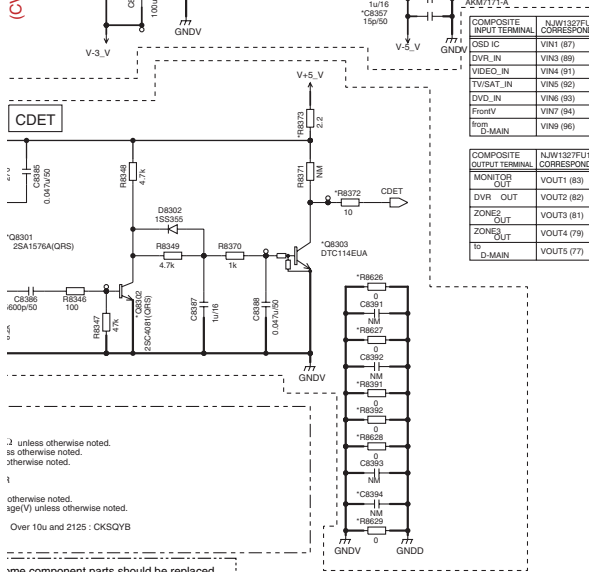 (CV
100u
GNDV
V-3_V
1u/16
*C8357
15p/50
V-5_V
GNDV
AKM7171-A
COMPOSITE INPUT TERMINAL
OSD IC VIN1 (87)
DVR_IN VIN3 (89)
VIDEO_IN VIN4 (91)
TV/SAT_IN VIN5 (92)
DVD_IN VIN6 (93)
FrontV VIN7 (94)
from D-MAIN VIN9 (96)
COMPOSITE OUTPUT TERMINAL
MONITOR OUT VOUT1 (83)
DVR OUT VOUT2 (82)
ZONE2 OUT VOUT3 (81)
ZONE3 OUT VOUT4 (79)
to D-MAIN VOUT5 (77)
V+5_V
CDET
*R8373
2.2
C8385
0.047u/50
R8348
4.7k
R8371
NM
*R8372
10
CDET
D8302
1SS355
*Q8301
2SA1576A(QRS)
R8349
4.7k
R8370
1k
*Q8303
DTC114EUA
C8386
R8346
100
R8347
47k
*Q8302
2SC4081(QRS)
C8387
1u/16
C8388
0.047u/50
GNDV
*R8626
0
C8391
NM
*R8627
0
C8392
NM
*R8391
0
*R8392
0
*R8628
0
C8393
NM
*C8394
NM
*R8629
0
GNDV
GNDD
unless otherwise noted.
otherwise noted.
otherwise noted.
otherwise noted.
unless otherwise noted.
Over 10u and 2125 : CKSQYB
component parts should be replaced